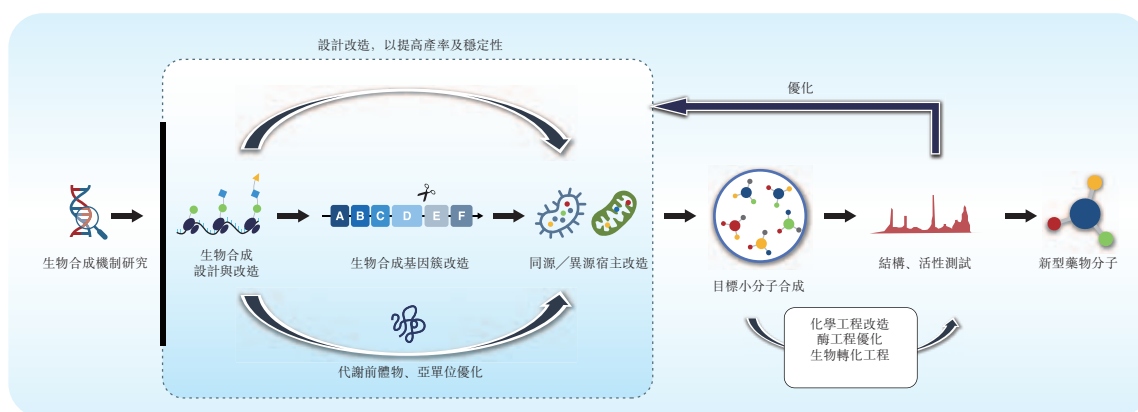 設計改造，以提高產率及穩定性
優化
A B C D E F
生物合成機制研究
生物合成
設計與改造
生物合成基因簇改造
同源／異源宿主改造
目標小分子合成
結構、活性測試
新型藥物分子
代謝前體物、亞單位優化
化學工程改造
酶工程優化
生物轉化工程